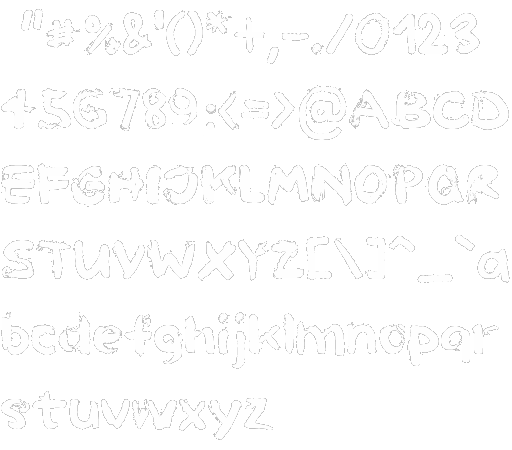 "#%&'()*+,-./0123
456789:<=>@ABCD
EFGHIJKLMNOPQR
STUVWXYZ[\]^_`a
bcdefghijklmnopqr
stuvwxyz